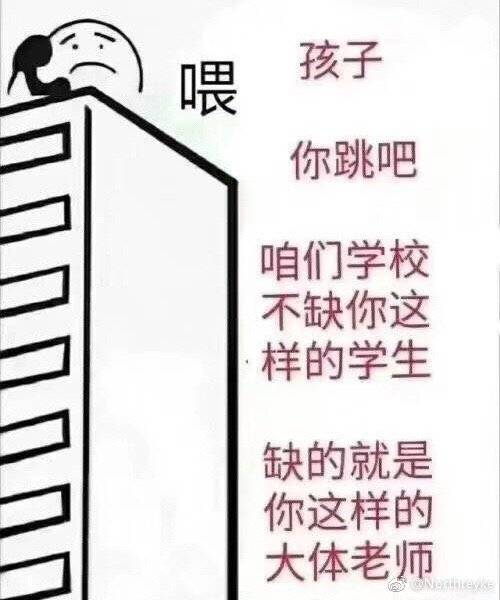 喂
孩子
你跳吧
咱们学校
不缺你这
样的学生
缺的就是
你这样的
大体老师
@Northreyke